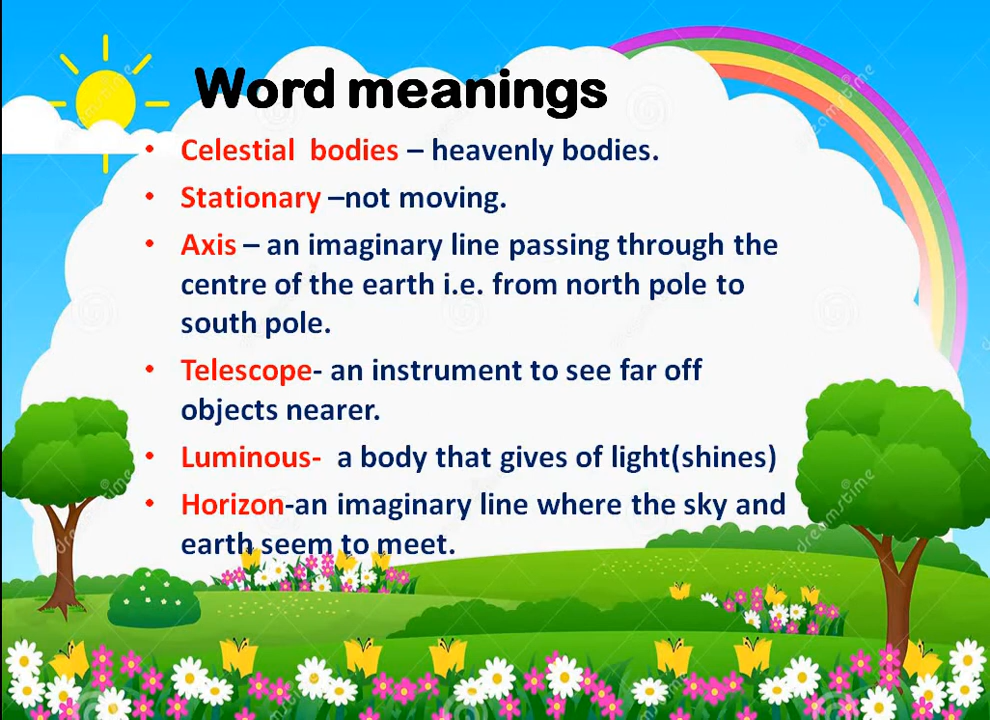 Word meanings
• Celestial bodies – heavenly bodies.
• Stationary –not moving.
• Axis – an imaginary line passing through the
centre of the earth i.e. from north pole to
south pole.
• Telescope- an instrument to see far off
objects nearer.
• Luminous- a body that gives of light(shines)
• Horizon-an imaginary line where the sky and
earth seem to meet.
dreamstime
dreamstime